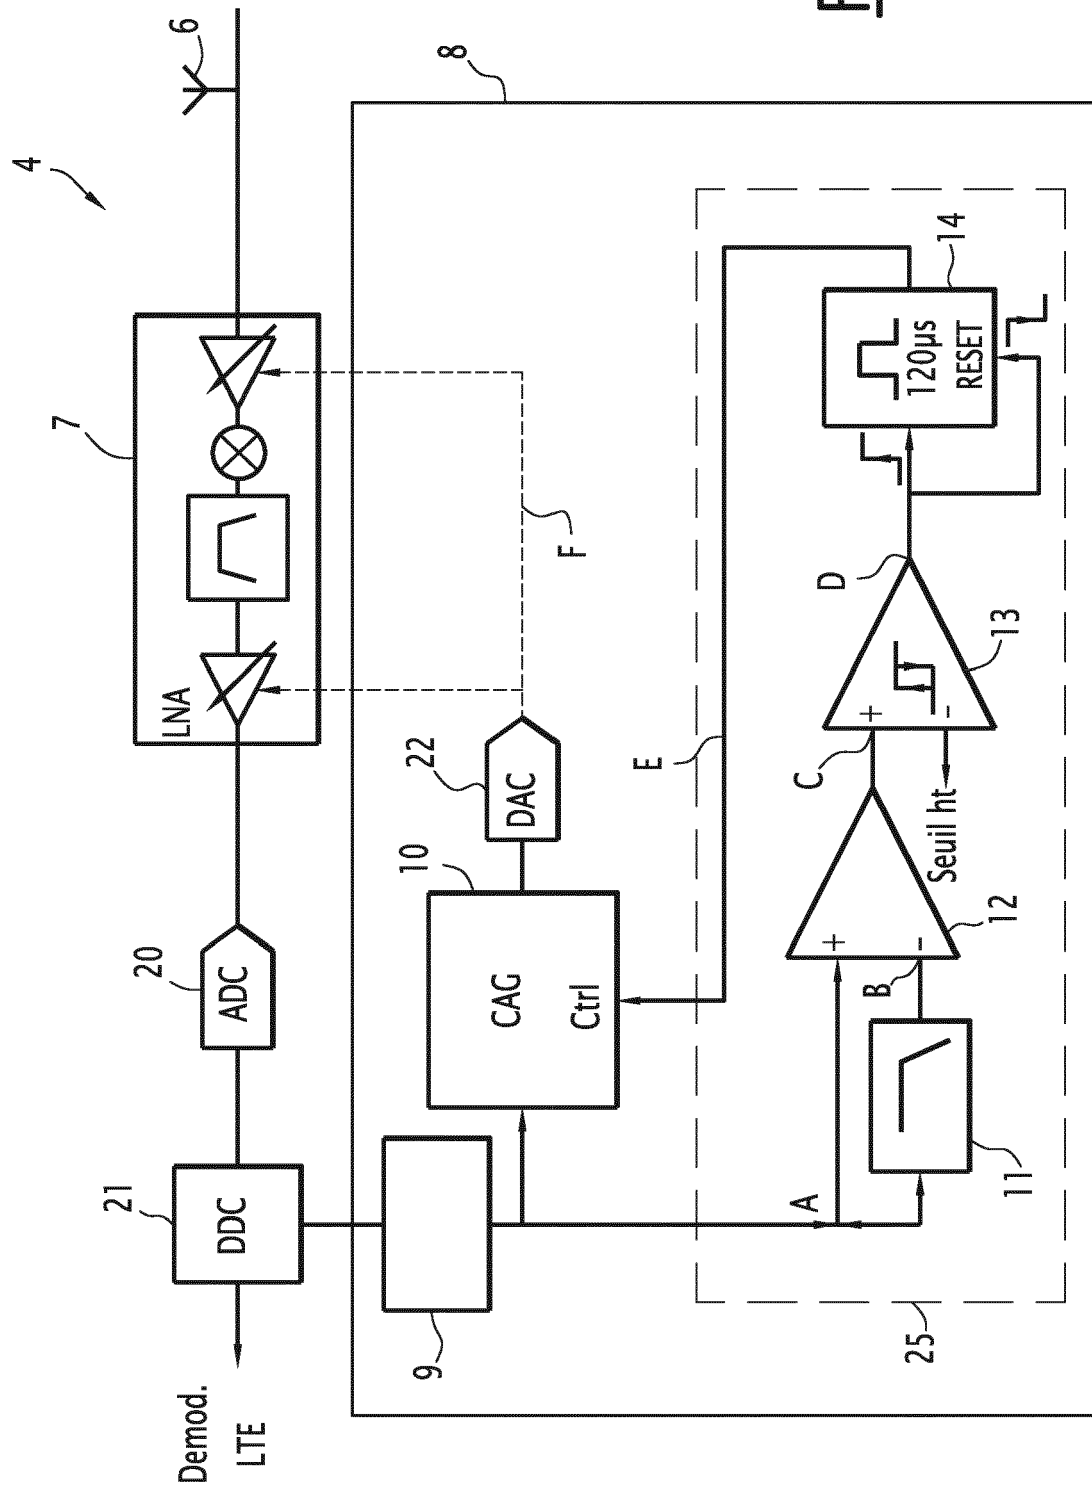 4
6
7
LNA
8
20
ADC
21
DDC
Demod.
LTE
9
10
CAG
Ctrl
22
DAC
F
E
A
B
C
D
11
12
+
-
13
+
-
Seuil ht
14
120µs
RESET
25